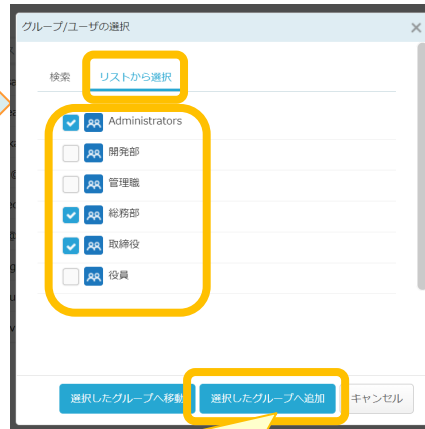 グループ/ユーザの選択
検索 リストから選択
Administrators
開発部
管理職
総務部
取締役
役員
選択したグループへ移動 選択したグループへ追加 キャンセル